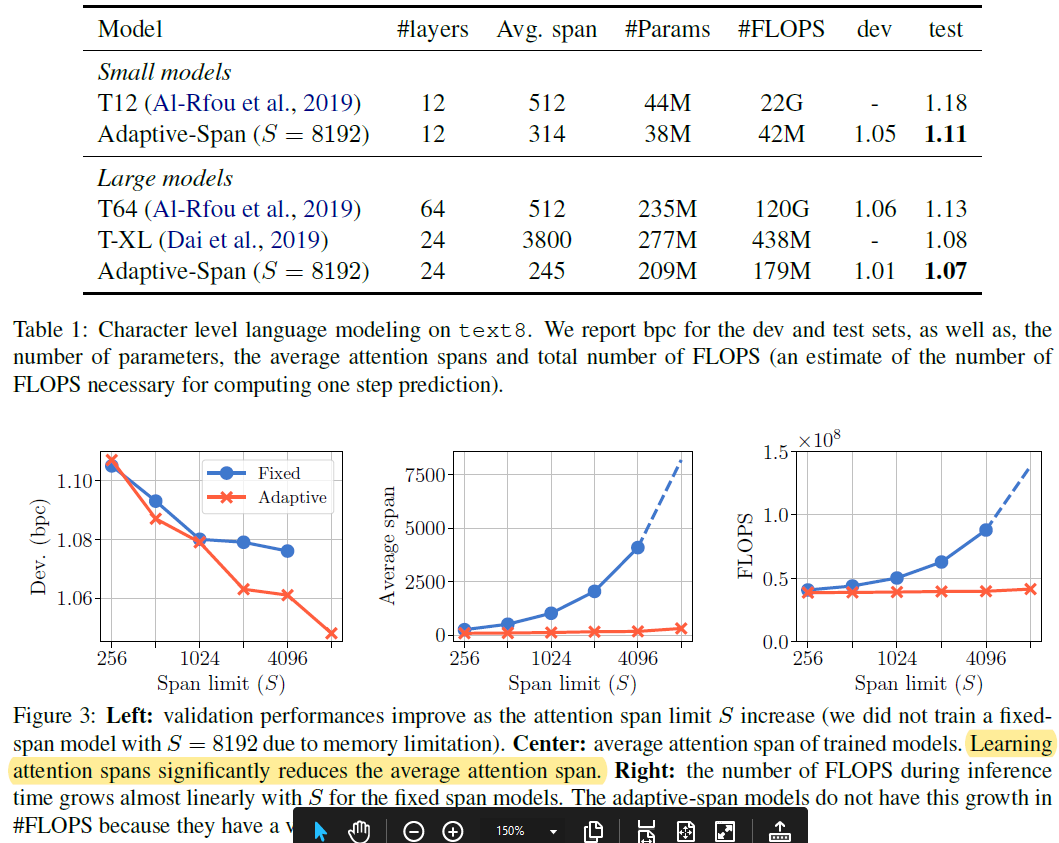 Model #layers Avg. span #Params #FLOPS dev test
Small models
T12 (Al-Rfou et al., 2019) 12 512 44M 22G - 1.18
Adaptive-Span (S = 8192) 12 314 38M 42M 1.05 1.11
Large models
T64 (Al-Rfou et al., 2019) 64 512 235M 120G 1.06 1.13
T-XL (Dai et al., 2019) 24 3800 277M 438M - 1.08
Adaptive-Span (S = 8192) 24 245 209M 179M 1.01 1.07
Table 1: Character level language modeling on text8. We report bpc for the dev and test sets, as well as, the
number of parameters, the average attention spans and total number of FLOPS (an estimate of the number of
FLOPS necessary for computing one step prediction).
Dev. (bpc)
1.10
1.08
1.06
Fixed
Adaptive
256 1024 4096
Span limit (S)
Average span
7500
5000
2500
0
256 1024 4096
Span limit (S)
FLOPS
×10⁸
1.5
1.0
0.5
0.0
256 1024 4096
Span limit (S)
Figure 3: Left: validation performances improve as the attention span limit S increase (we did not train a fixed-
span model with S = 8192 due to memory limitation). Center: average attention span of trained models. Learning
attention spans significantly reduces the average attention span. Right: the number of FLOPS during inference
time grows almost linearly with S for the fixed span models. The adaptive-span models do not have this growth in
#FLOPS because they have a v
150%